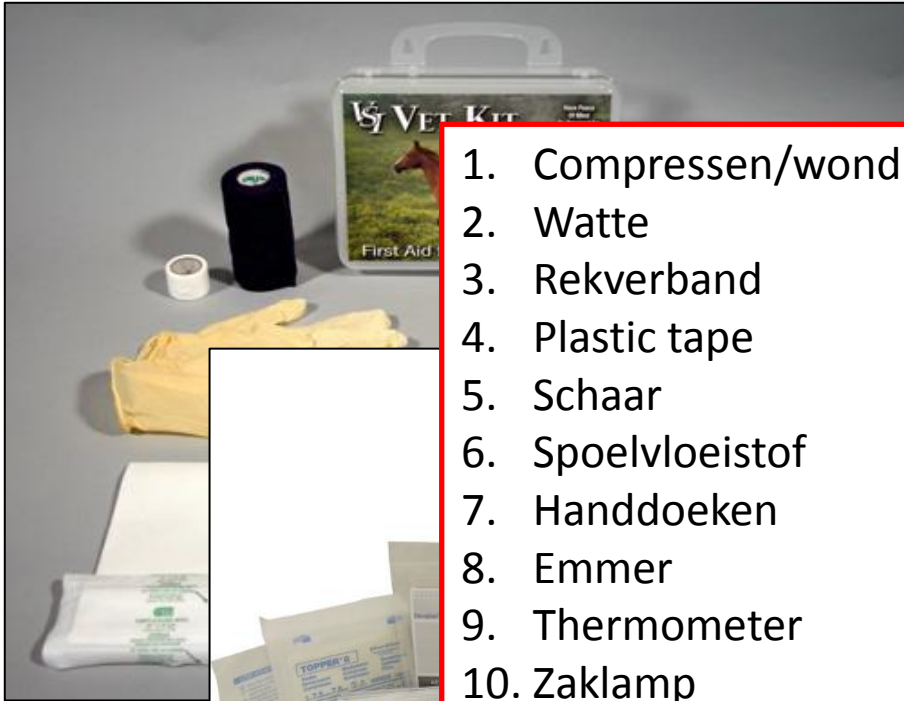 VSI VET KIT
First Aid
1. Compressen/wond
2. Watte
3. Rekverband
4. Plastic tape
5. Schaar
6. Spoelvloeistof
7. Handdoeken
8. Emmer
9. Thermometer
10. Zaklamp
TOPPER